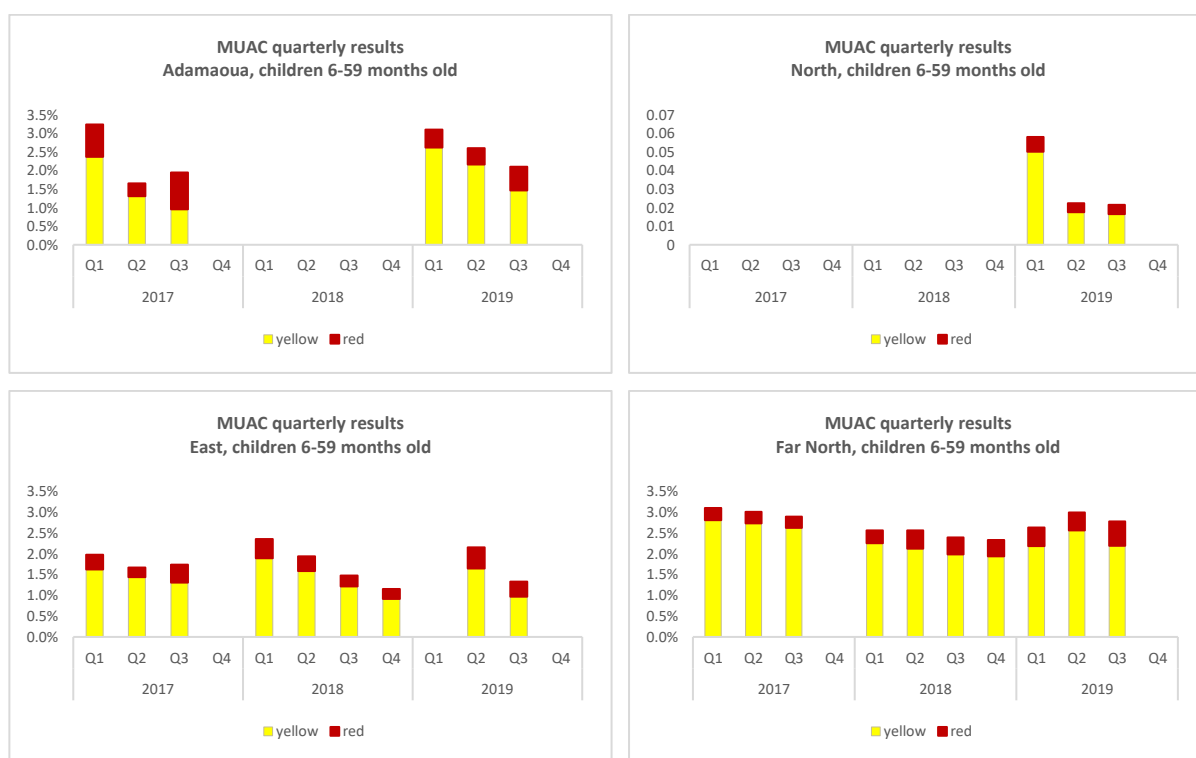 MUAC quarterly results
Adamaoua, children 6-59 months old
3.5%
3.0%
2.5%
2.0%
1.5%
1.0%
0.5%
0.0%
Q1 Q2 Q3 Q4 Q1 Q2 Q3 Q4 Q1 Q2 Q3 Q4
2017 2018 2019
yellow red
MUAC quarterly results
North, children 6-59 months old
0.07
0.06
0.05
0.04
0.03
0.02
0.01
0
Q1 Q2 Q3 Q4 Q1 Q2 Q3 Q4 Q1 Q2 Q3 Q4
2017 2018 2019
yellow red
MUAC quarterly results
East, children 6-59 months old
3.5%
3.0%
2.5%
2.0%
1.5%
1.0%
0.5%
0.0%
Q1 Q2 Q3 Q4 Q1 Q2 Q3 Q4 Q1 Q2 Q3 Q4
2017 2018 2019
yellow red
MUAC quarterly results
Far North, children 6-59 months old
3.5%
3.0%
2.5%
2.0%
1.5%
1.0%
0.5%
0.0%
Q1 Q2 Q3 Q4 Q1 Q2 Q3 Q4 Q1 Q2 Q3 Q4
2017 2018 2019
yellow red